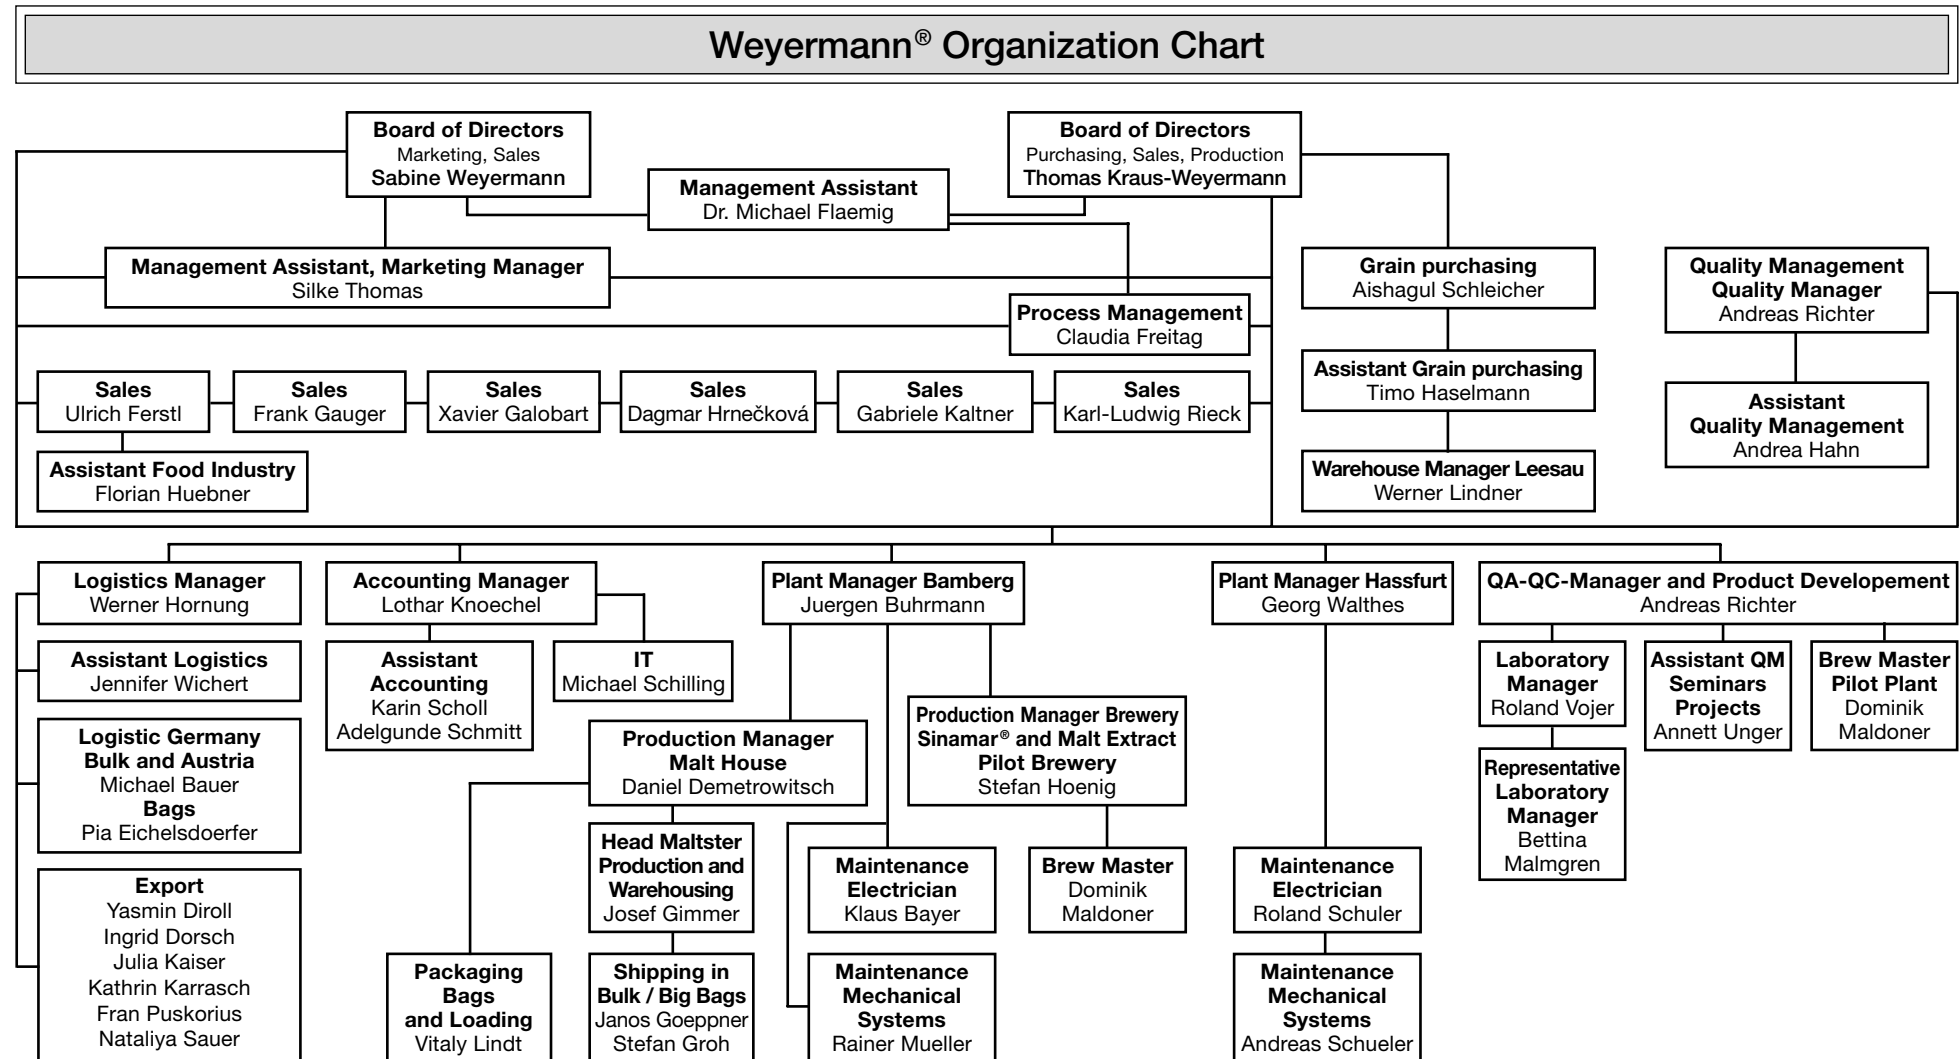 Weyermann® Organization Chart
Board of Directors
Marketing, Sales
Sabine Weyermann
Board of Directors
Purchasing, Sales, Production
Thomas Kraus-Weyermann
Management Assistant
Dr. Michael Flaemig
Management Assistant, Marketing Manager
Silke Thomas
Process Management
Claudia Freitag
Grain purchasing
Aishagul Schleicher
Quality Management
Quality Manager
Andreas Richter
Assistant Grain purchasing
Timo Haselmann
Assistant
Quality Management
Andrea Hahn
Sales
Ulrich Ferstl
Sales
Frank Gauger
Sales
Xavier Galobart
Sales
Dagmar Hrnečková
Sales
Gabriele Kaltner
Sales
Karl-Ludwig Rieck
Assistant Food Industry
Florian Huebner
Warehouse Manager Leesau
Werner Lindner
Logistics Manager
Werner Hornung
Accounting Manager
Lothar Knoechel
Plant Manager Bamberg
Juergen Buhrmann
Plant Manager Hassfurt
Georg Walthes
QA-QC-Manager and Product Developement
Andreas Richter
Assistant Logistics
Jennifer Wichert
Assistant
Accounting
Karin Scholl
Adelgunde Schmitt
IT
Michael Schilling
Laboratory
Manager
Roland Vojer
Assistant QM
Seminars
Projects
Annett Unger
Brew Master
Pilot Plant
Dominik
Maldoner
Logistic Germany
Bulk and Austria
Michael Bauer
Bags
Pia Eichelsdoerfer
Production Manager
Malt House
Daniel Demetrowitsch
Production Manager Brewery
Sinamar® and Malt Extract
Pilot Brewery
Stefan Hoenig
Representative
Laboratory
Manager
Bettina
Malmgren
Head Maltster
Production and
Warehousing
Josef Gimmer
Maintenance
Electrician
Klaus Bayer
Brew Master
Dominik
Maldoner
Maintenance
Electrician
Roland Schuler
Export
Yasmin Diroll
Ingrid Dorsch
Julia Kaiser
Kathrin Karrasch
Fran Puskorius
Nataliya Sauer
Packaging
Bags
and Loading
Vitaly Lindt
Shipping in
Bulk / Big Bags
Janos Goeppner
Stefan Groh
Maintenance
Mechanical
Systems
Rainer Mueller
Maintenance
Mechanical
Systems
Andreas Schueler